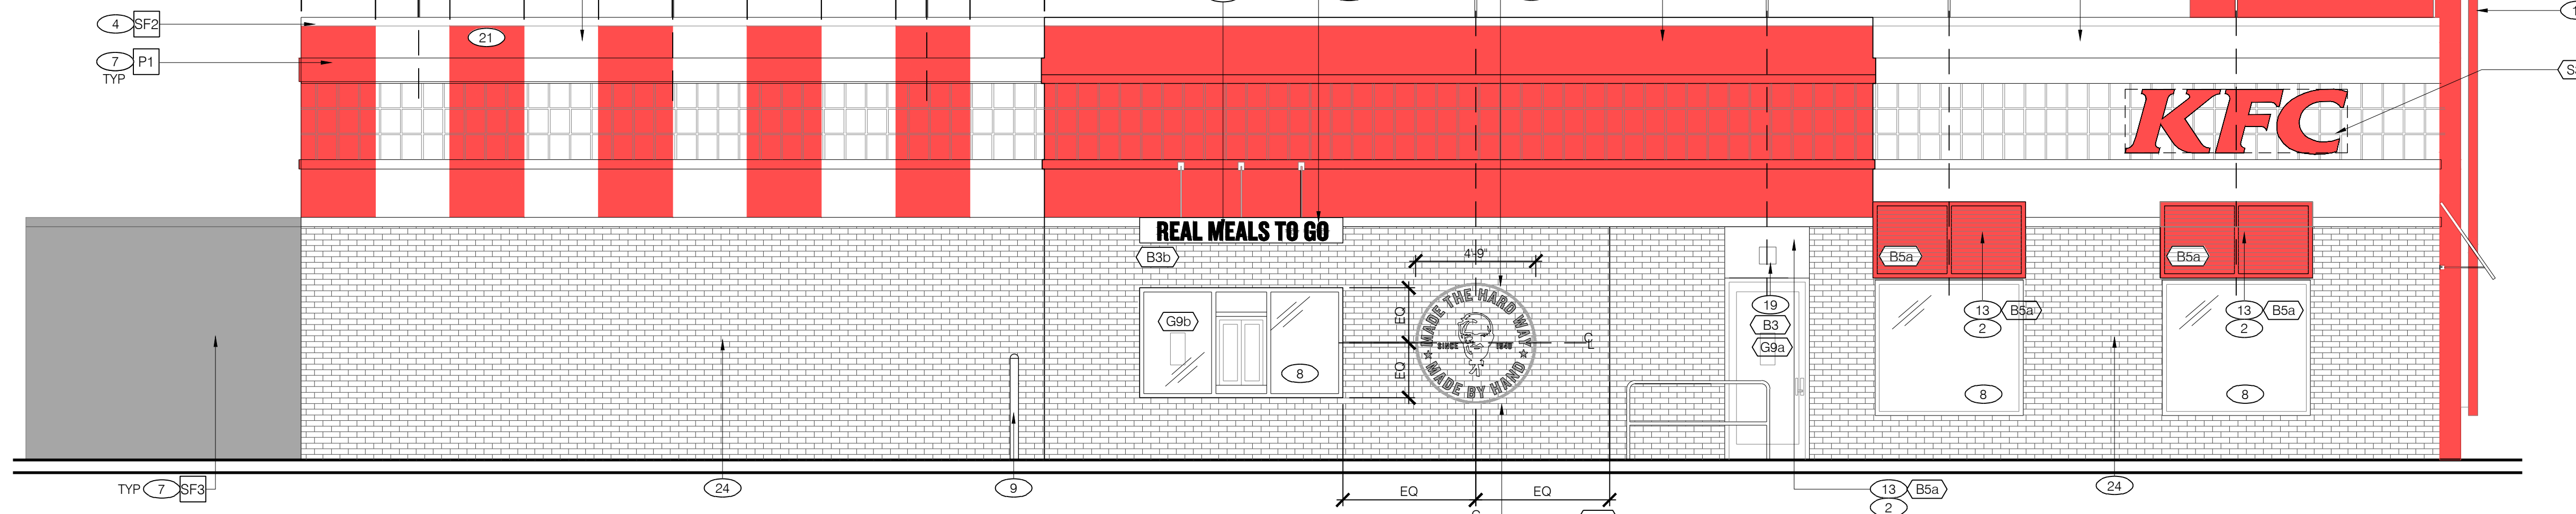 4 SF2
7 P1
TYP
21
KFC
REAL MEALS TO GO
B3b
4'-9"
B5a
B5a
G9b
8
EQ
EQ
MADE THE HARD WAY
SINCE 1940
MADE BY HAND
CL
19
B3
G9a
13 B5a
2
13 B5a
2
8
8
TYP 7 SF3
24
9
EQ
EQ
13 B5a
2
24